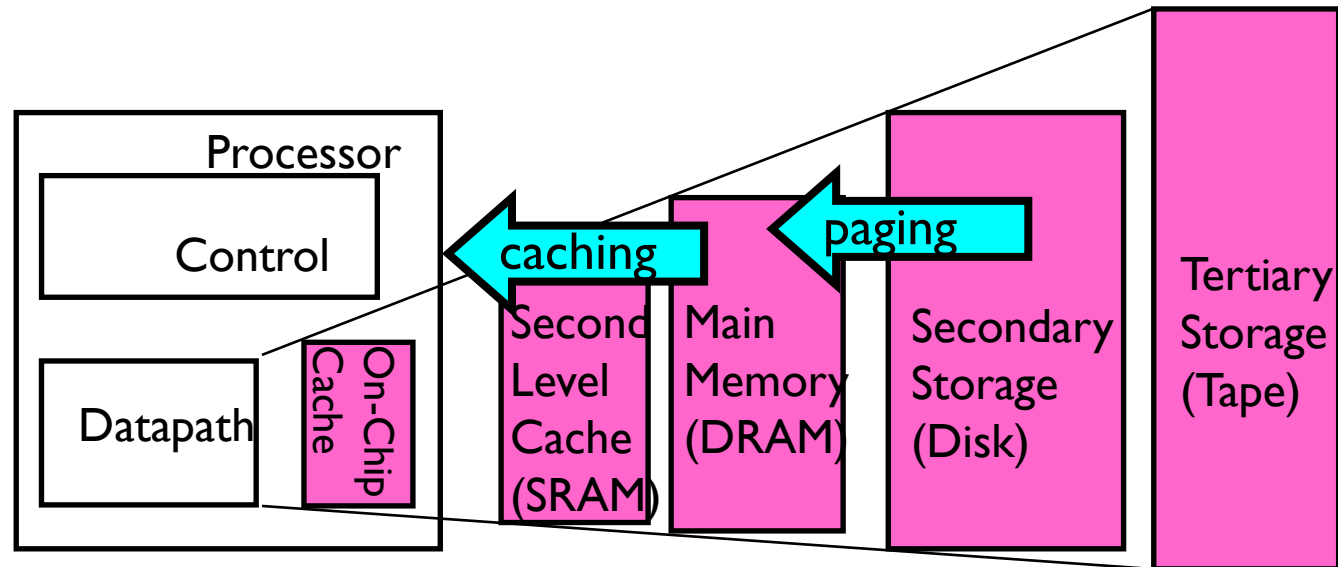 Processor
Control
Datapath
On-Chip
Cache
caching
Second
Level
Cache
(SRAM)
Main
Memory
(DRAM)
paging
Secondary
Storage
(Disk)
Tertiary
Storage
(Tape)